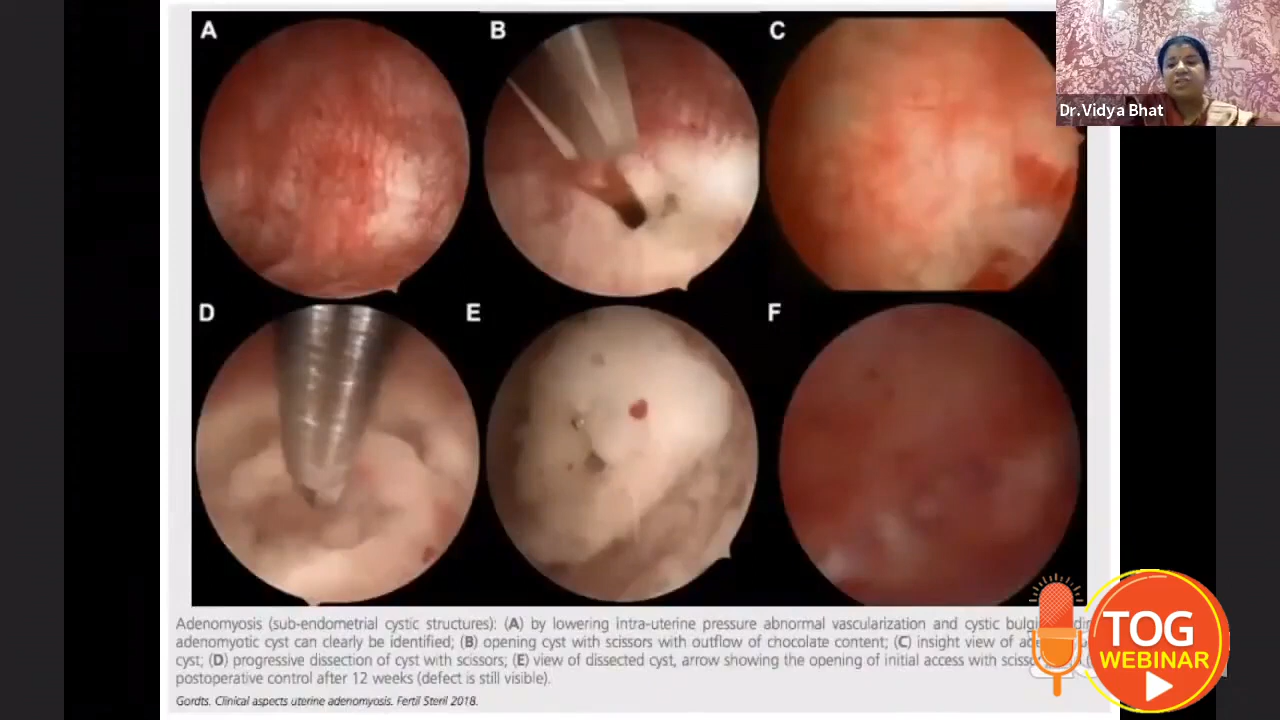 A
B
C
Dr.Vidya Bhat
D
E
F
Adenomyosis (sub-endometrial cystic structures): (A) by lowering intra-uterine pressure abnormal vascularization and cystic
adenomyotic cyst can clearly be identified; (B) opening cyst with scissors with outflow of chocolate content; (C) insight view of
cyst; (D) progressive dissection of cyst with scissors; (E) view of dissected cyst, arrow showing the opening of initial access with
postoperative control after 12 weeks (defect is still visible).
Gordts. Clinical aspects uterine adenomyosis. Fertil Steril 2018.
TOG
WEBINAR